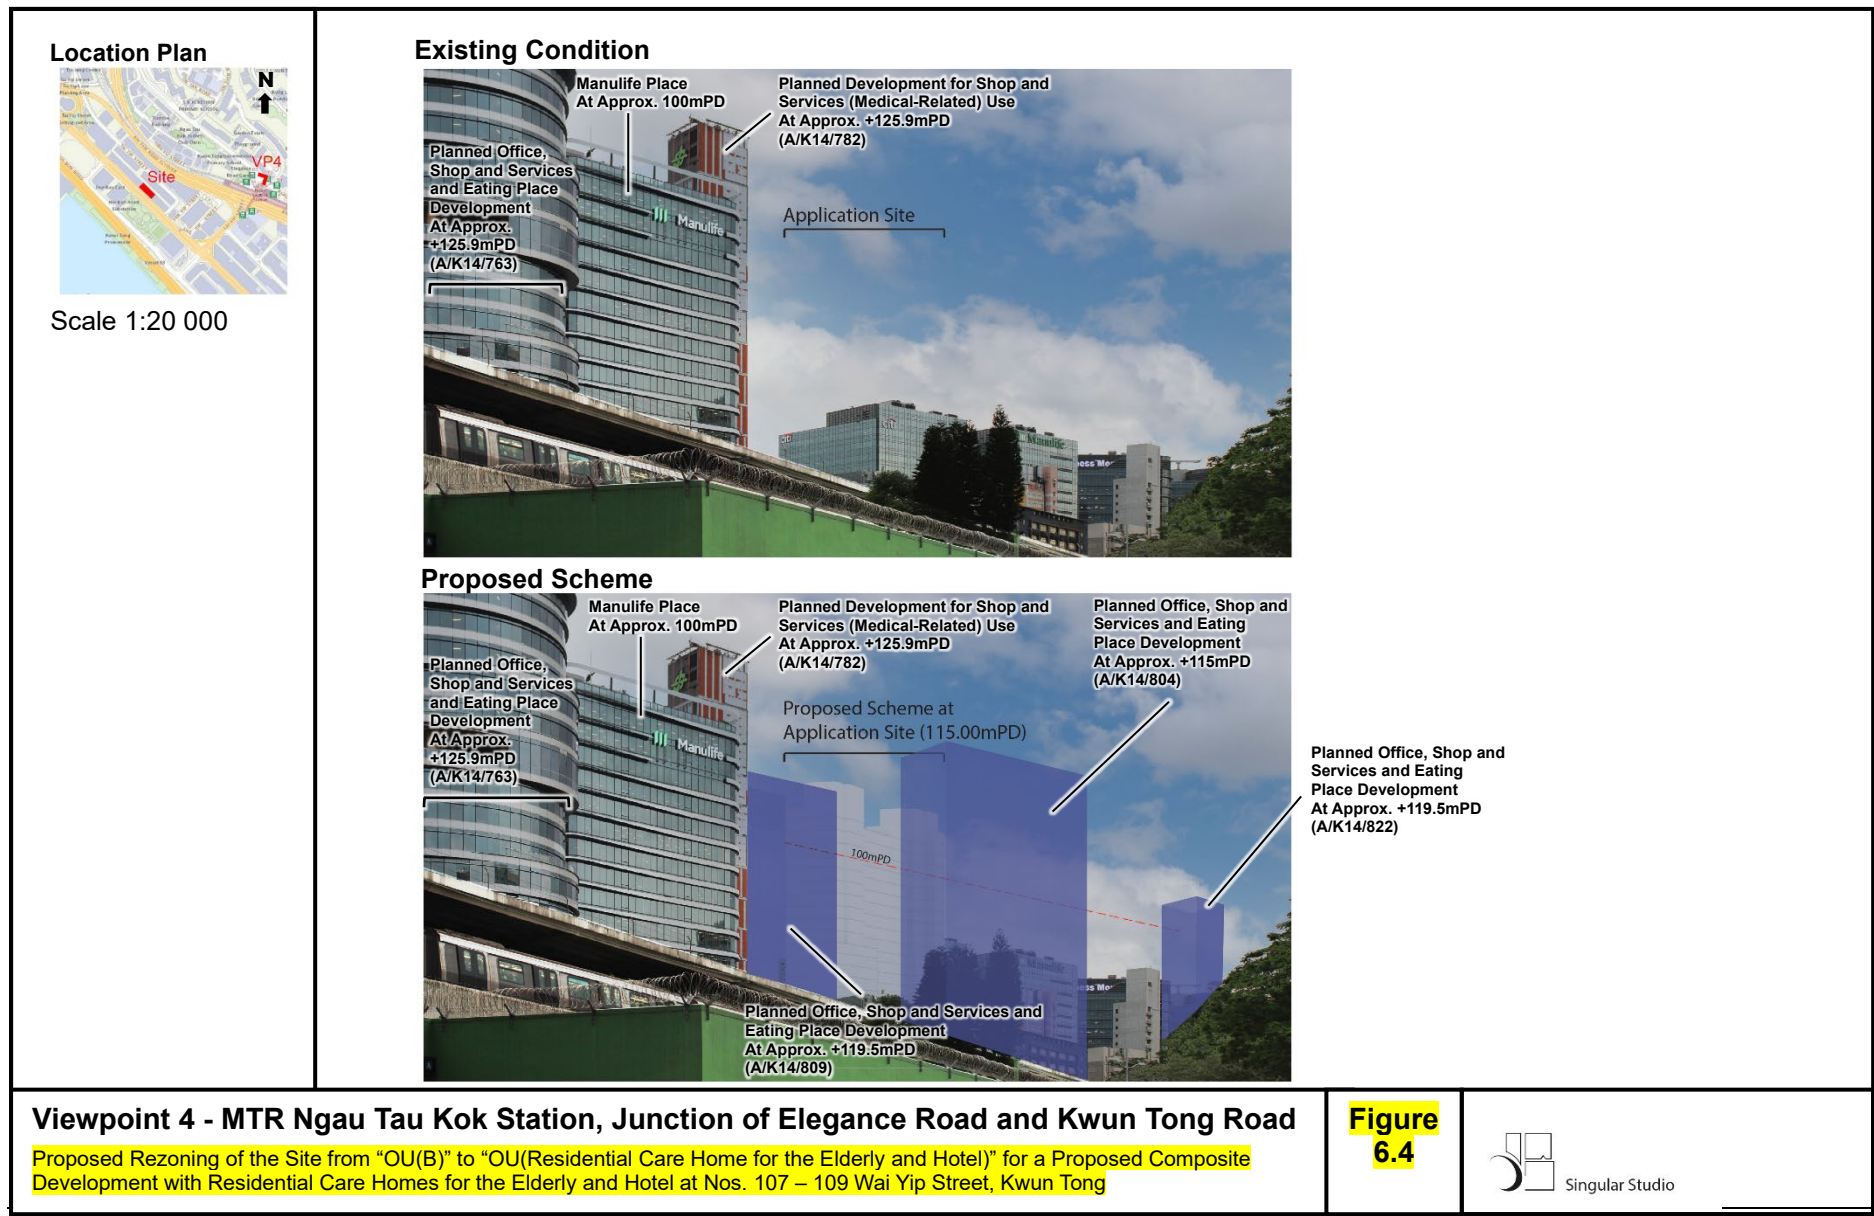 Location Plan
N
VP4
Site
Scale 1:20 000
Existing Condition
Manulife Place
At Approx. 100mPD
Planned Development for Shop and
Services (Medical-Related) Use
At Approx. +125.9mPD
(A/K14/782)
Planned Office,
Shop and Services
and Eating Place
Development
At Approx.
+125.9mPD
(A/K14/763)
Manulife
Application Site
citi
citi
Manulife
Proposed Scheme
Manulife Place
At Approx. 100mPD
Planned Development for Shop and
Services (Medical-Related) Use
At Approx. +125.9mPD
(A/K14/782)
Planned Office, Shop and
Services and Eating
Place Development
At Approx. +115mPD
(A/K14/804)
Planned Office,
Shop and Services
and Eating Place
Development
At Approx.
+125.9mPD
(A/K14/763)
Manulife
Proposed Scheme at
Application Site (115.00mPD)
Planned Office, Shop and
Services and Eating
Place Development
At Approx. +119.5mPD
(A/K14/822)
100mPD
Manulife
Planned Office, Shop and Services and
Eating Place Development
At Approx. +119.5mPD
(A/K14/809)
Viewpoint 4 - MTR Ngau Tau Kok Station, Junction of Elegance Road and Kwun Tong Road
Proposed Rezoning of the Site from “OU(B)” to “OU(Residential Care Home for the Elderly and Hotel)” for a Proposed Composite
Development with Residential Care Homes for the Elderly and Hotel at Nos. 107 – 109 Wai Yip Street, Kwun Tong
Figure
6.4
Singular Studio